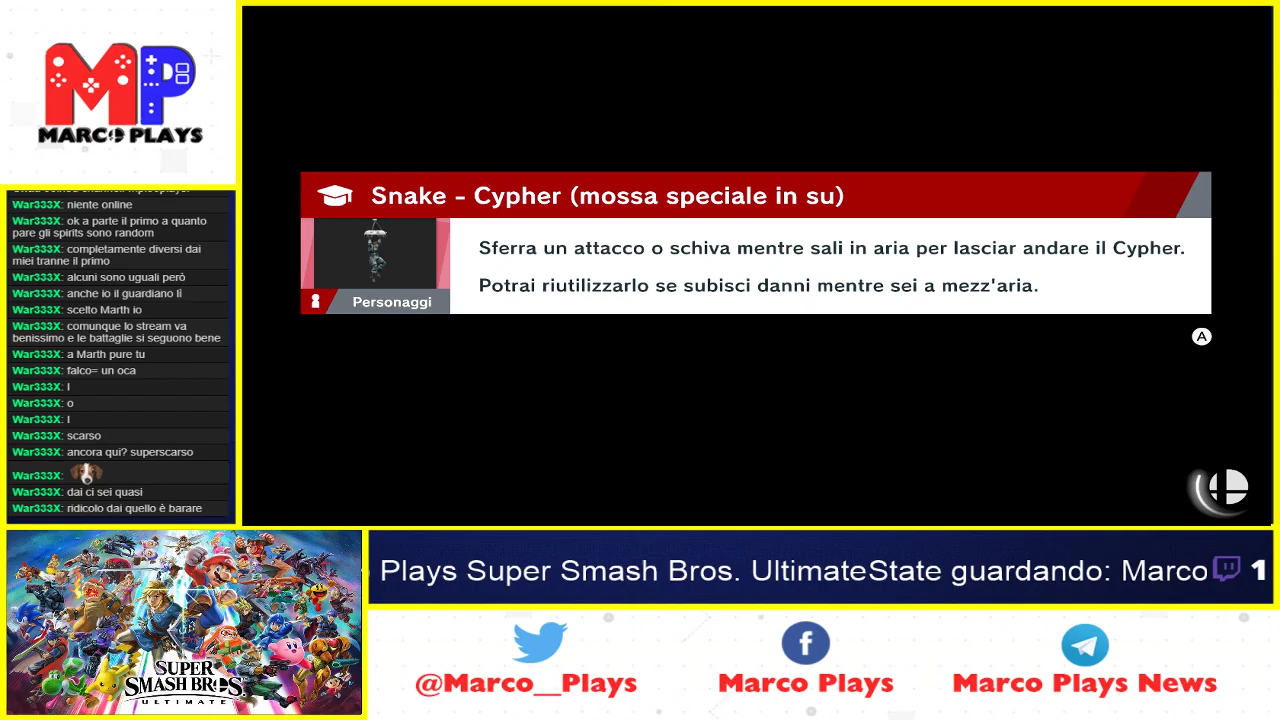 MP
MARCO PLAYS
War333X: niente online
War333X: ok a parte il primo a quanto
pare gli spirits sono random
War333X: completamente diversi dai
miei tranne il primo
War333X: alcuni sono uguali però
War333X: anche io il guardiano lì
War333X: scelto Marth io
War333X: comunque lo stream va
benissimo e le battaglie si seguono bene
War333X: a Marth pure tu
War333X: falco= un oca
War333X: l
War333X: o
War333X: l
War333X: scarso
War333X: ancora qui? superscarso
War333X:
War333X: dai ci sei quasi
War333X: ridicolo dai quello è barare
Snake - Cypher (mossa speciale in su)
Sferra un attacco o schiva mentre sali in aria per lasciar andare il Cypher.
Potrai riutilizzarlo se subisci danni mentre sei a mezz'aria.
Personaggi
A
SUPER
SMASH BROS.
ULTIMATE
Plays Super Smash Bros. UltimateState guardando: Marco 1
@Marco__Plays
Marco Plays
Marco Plays News